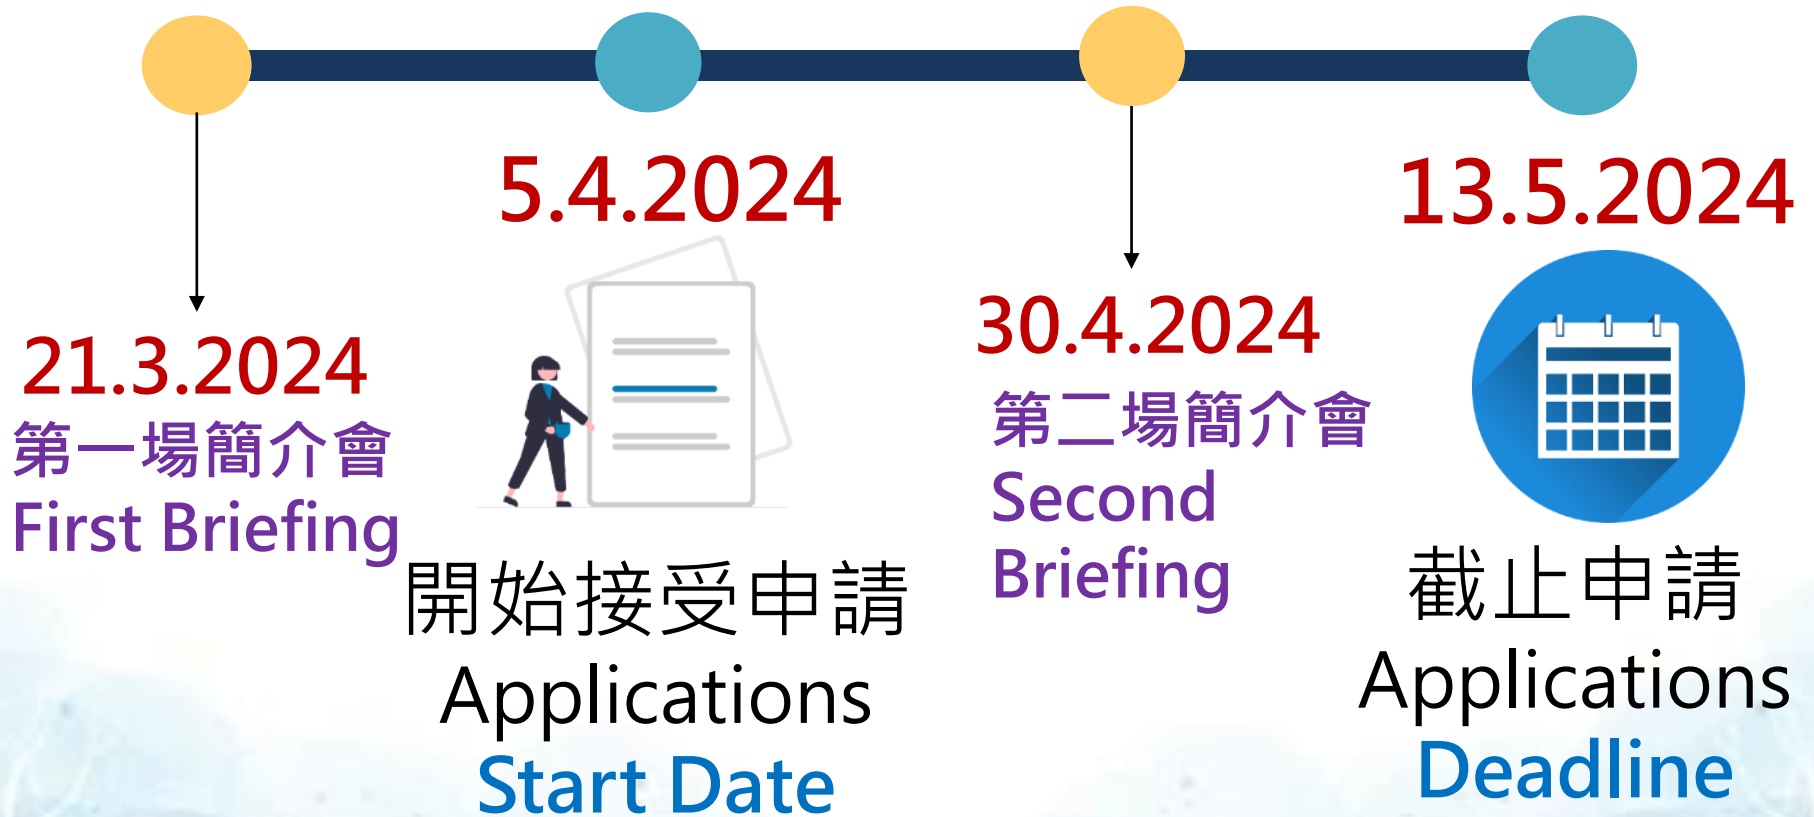 21.3.2024
第一場簡介會
First Briefing
5.4.2024
開始接受申請
Applications
Start Date
30.4.2024
第二場簡介會
Second
Briefing
13.5.2024
截止申請
Applications
Deadline